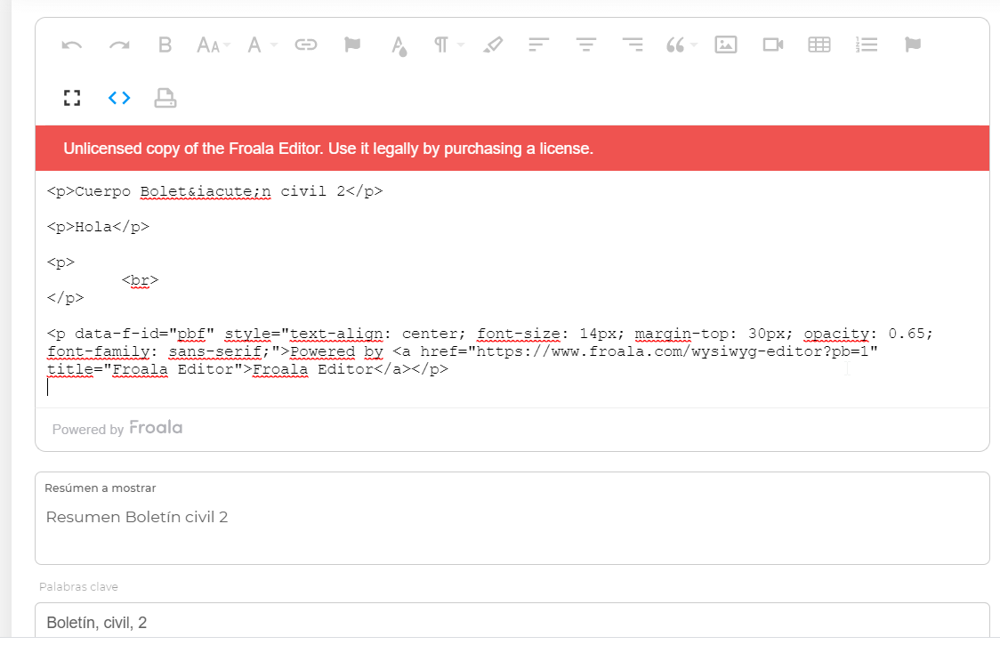 Unlicensed copy of the Froala Editor. Use it legally by purchasing a license.
<p>Cuerpo Bolet&iacute;n civil 2</p>
<p>Hola</p>
<p>
<br>
</p>
<p data-f-id="pbf" style="text-align: center; font-size: 14px; margin-top: 30px; opacity: 0.65;
font-family: sans-serif;">Powered by <a href="https://www.froala.com/wysiwyg-editor?pb=1"
title="Froala Editor">Froala Editor</a></p>
Powered by Froala
Resúmen a mostrar
Resumen Boletín civil 2
Palabras clave
Boletín, civil, 2